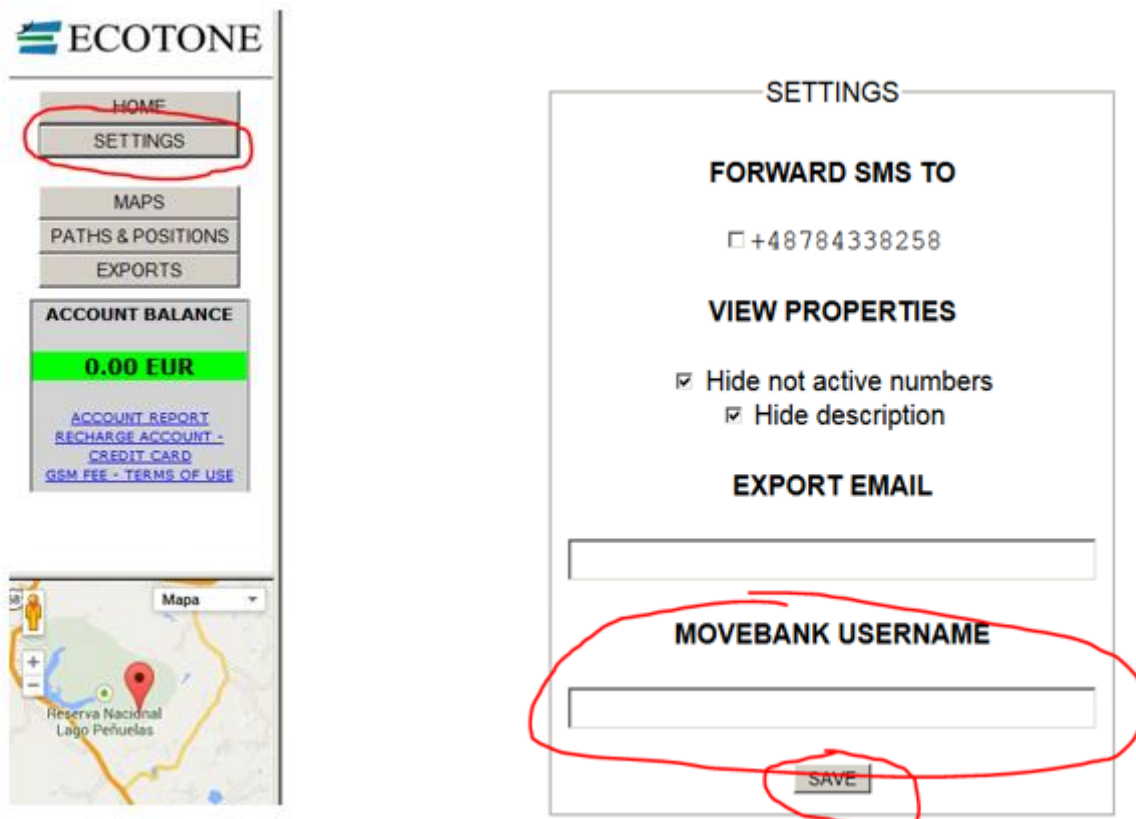 ECOTONE
HOME
SETTINGS
MAPS
PATHS & POSITIONS
EXPORTS
ACCOUNT BALANCE
0.00 EUR
ACCOUNT REPORT
RECHARGE ACCOUNT -
CREDIT CARD
GSM FEE - TERMS OF USE
68
Mapa
+
−
Reserva Nacional
Lago Peñuelas
SETTINGS
FORWARD SMS TO
+48784338258
VIEW PROPERTIES
Hide not active numbers
Hide description
EXPORT EMAIL
MOVEBANK USERNAME
SAVE